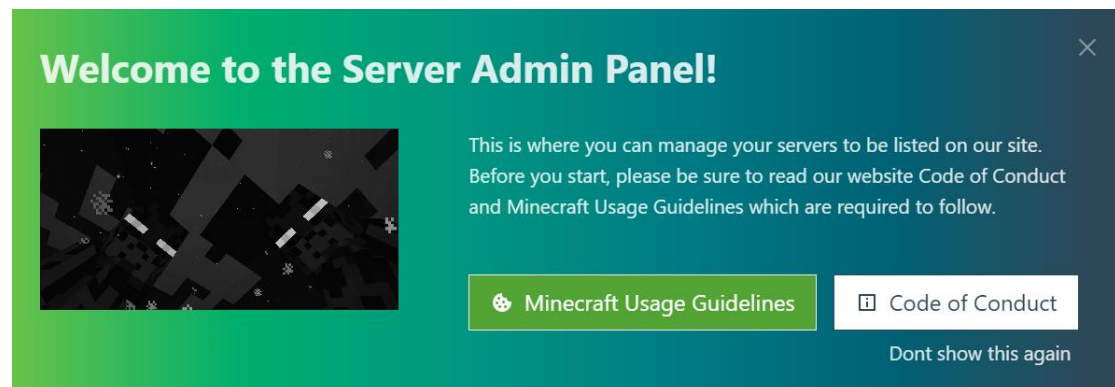 Welcome to the Server Admin Panel!
This is where you can manage your servers to be listed on our site.
Before you start, please be sure to read our website Code of Conduct
and Minecraft Usage Guidelines which are required to follow.
Minecraft Usage Guidelines
Code of Conduct
Dont show this again